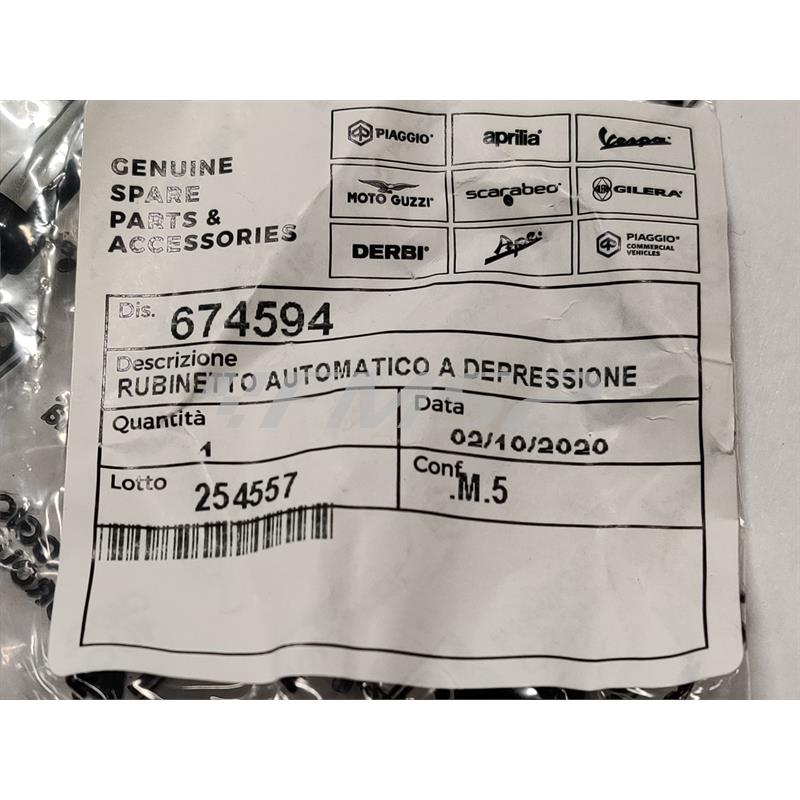 GENUINE
SPARE
PARTS &
ACCESSORIES
PIAGGIO
aprilia
Vespa
MOTO GUZZI
scarabeo
GILERA
DERBI
Ape
PIAGGIO
COMMERCIAL
VEHICLES
Dis. 674594
Descrizione
RUBINETTO AUTOMATICO A DEPRESSIONE
Quantità
1
Data
02/10/2020
Lotto 254557
Conf.
.M.5